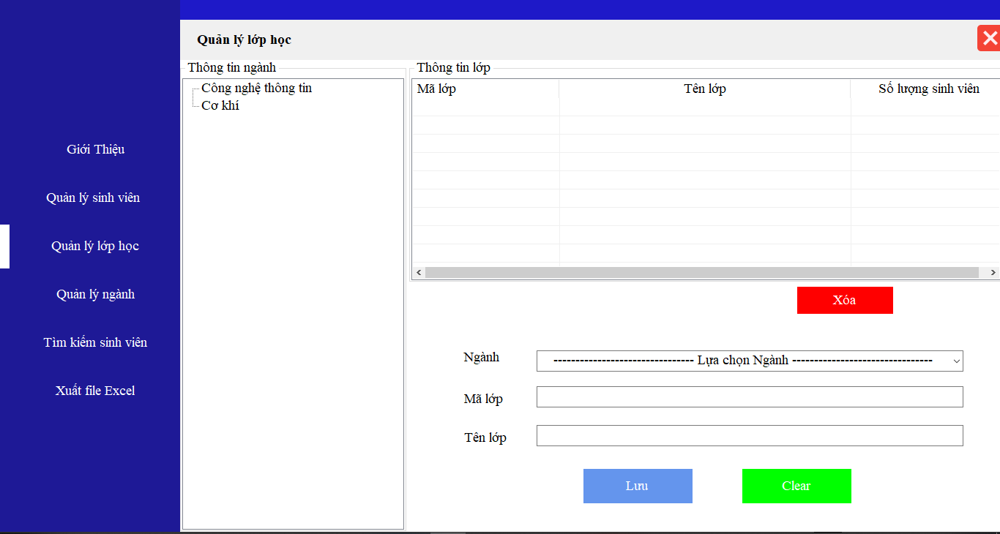 Giới Thiệu
Quản lý sinh viên
Quản lý lớp học
Quản lý ngành
Tìm kiếm sinh viên
Xuất file Excel
Quản lý lớp học
Thông tin ngành
Công nghệ thông tin
Cơ khí
Thông tin lớp
Mã lớp Tên lớp Số lượng sinh viên
Xóa
Ngành -------------------------------- Lựa chọn Ngành --------------------------------
Mã lớp
Tên lớp
Lưu Clear